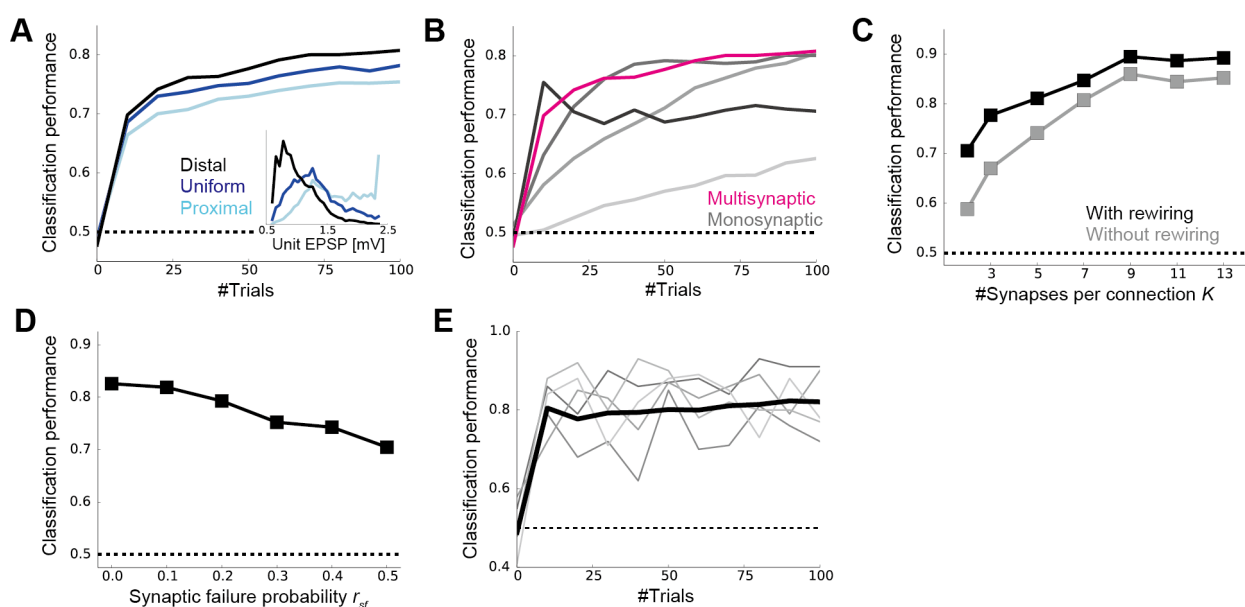 A
Classification performance
0.8
0.7
0.6
0.5
0
25
50
75
100
#Trials
Distal
Uniform
Proximal
0.5
1.5
2.5
Unit EPSP [mV]
B
Classification performance
0.8
0.7
0.6
0.5
0
25
50
75
100
#Trials
Multisynaptic
Monosynaptic
C
Classification performance
0.9
0.8
0.7
0.6
0.5
3
5
7
9
11
13
#Synapses per connection K
With rewiring
Without rewiring
D
Classification performance
0.9
0.8
0.7
0.6
0.5
0.0
0.1
0.2
0.3
0.4
0.5
Synaptic failure probability r_sf
E
Classification performance
1.0
0.8
0.6
0.4
0
25
50
75
100
#Trials